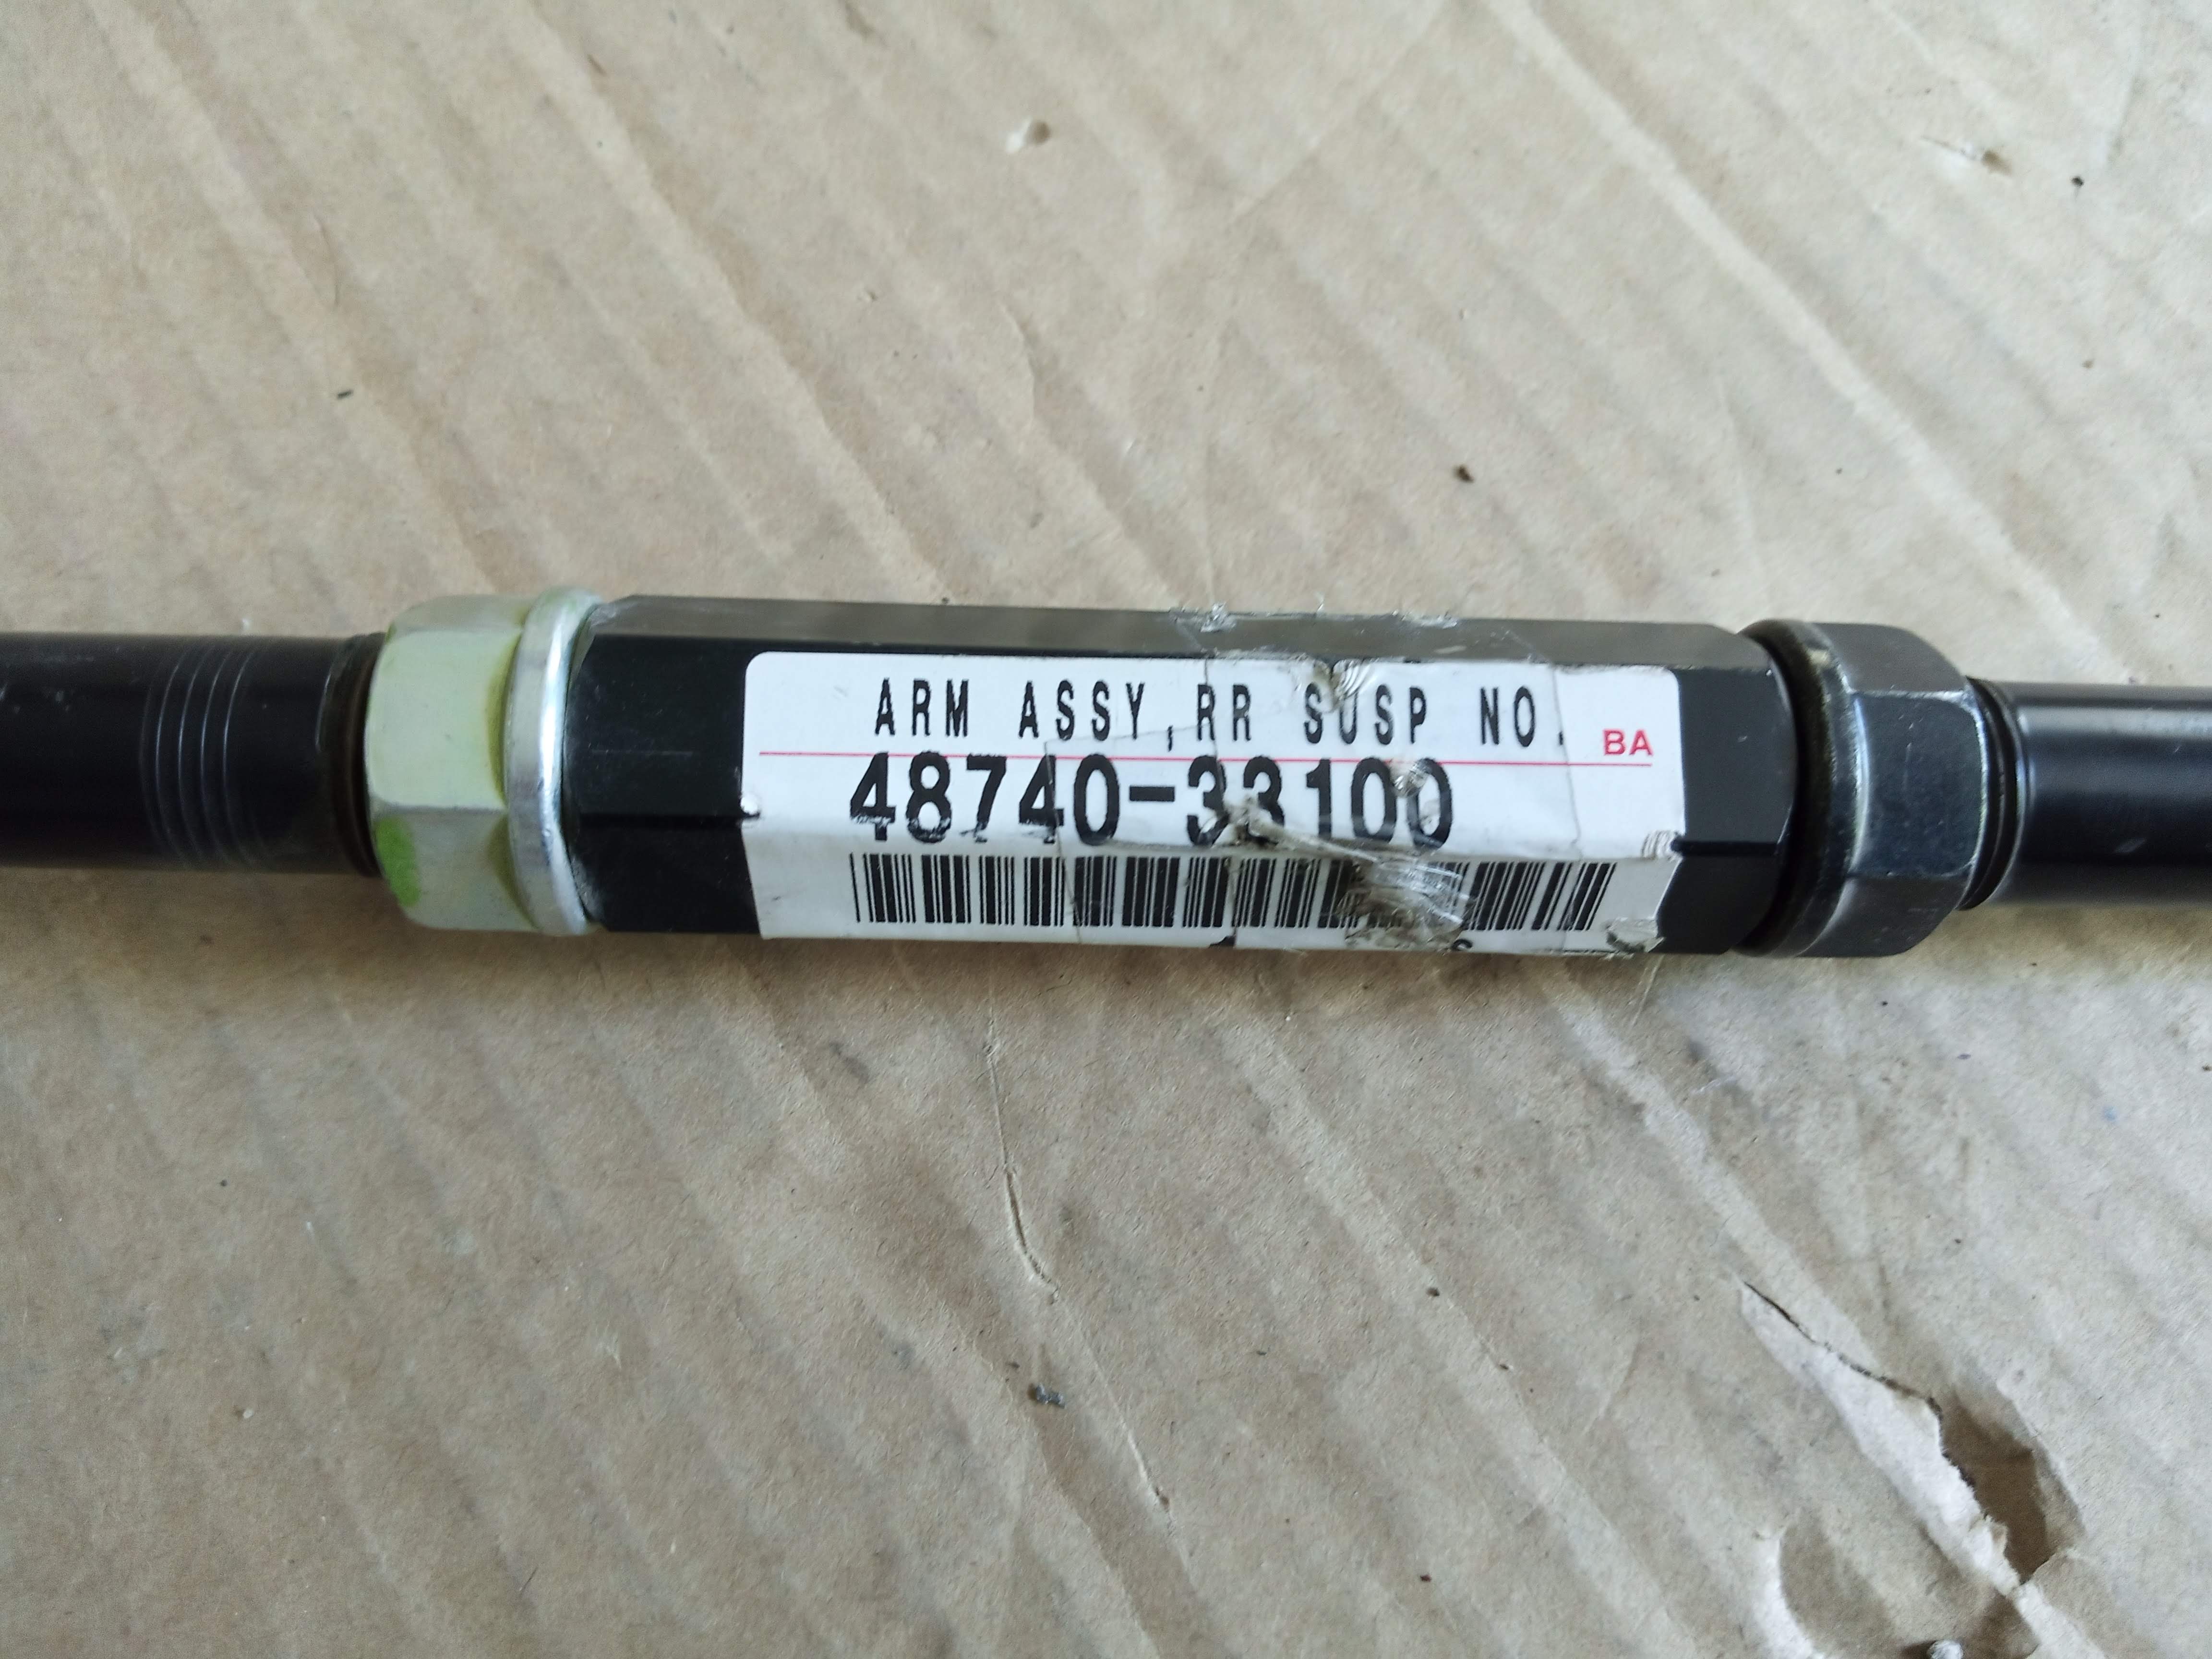 ARM ASSY,RR SUSP NO.
BA
48740-33100